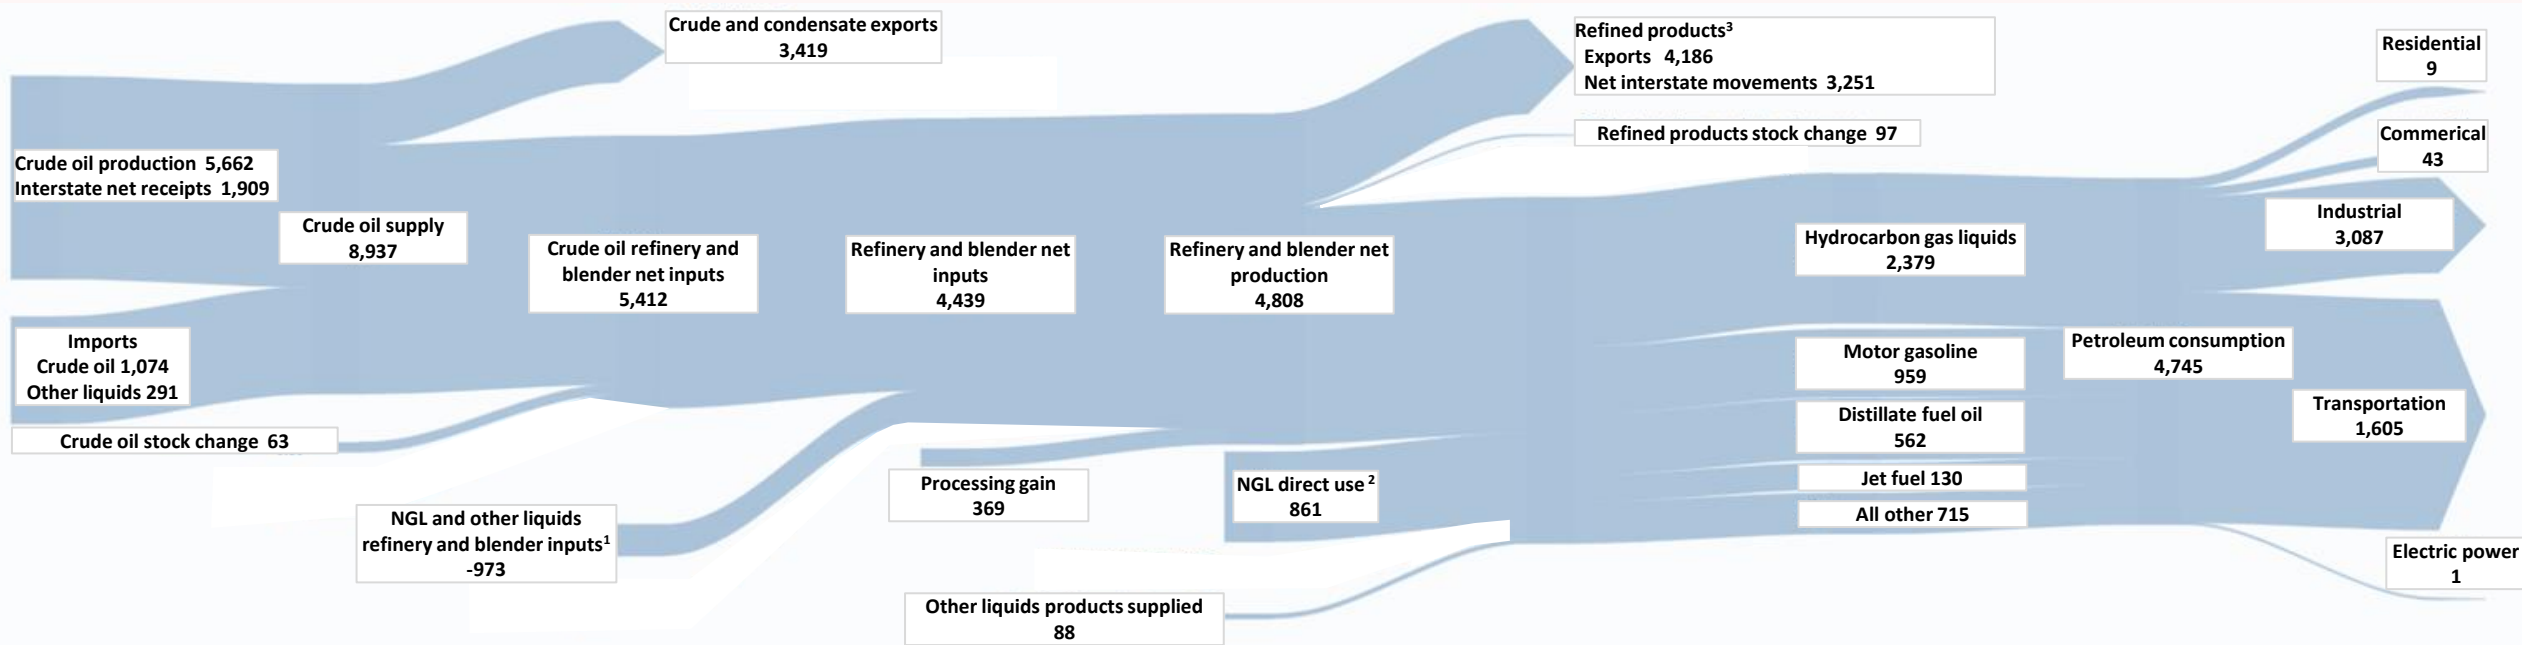 Crude and condensate exports
3,419
Refined products³
Exports 4,186
Net interstate movements 3,251
Residential
9
Refined products stock change 97
Commerical
43
Crude oil production 5,662
Interstate net receipts 1,909
Crude oil supply
8,937
Crude oil refinery and
blender net inputs
5,412
Refinery and blender net
inputs
4,439
Refinery and blender net
production
4,808
Hydrocarbon gas liquids
2,379
Industrial
3,087
Imports
Crude oil 1,074
Other liquids 291
Motor gasoline
959
Petroleum consumption
4,745
Crude oil stock change 63
Distillate fuel oil
562
Transportation
1,605
Processing gain
369
NGL direct use ²
861
Jet fuel 130
All other 715
NGL and other liquids
refinery and blender inputs¹
-973
Electric power
1
Other liquids products supplied
88